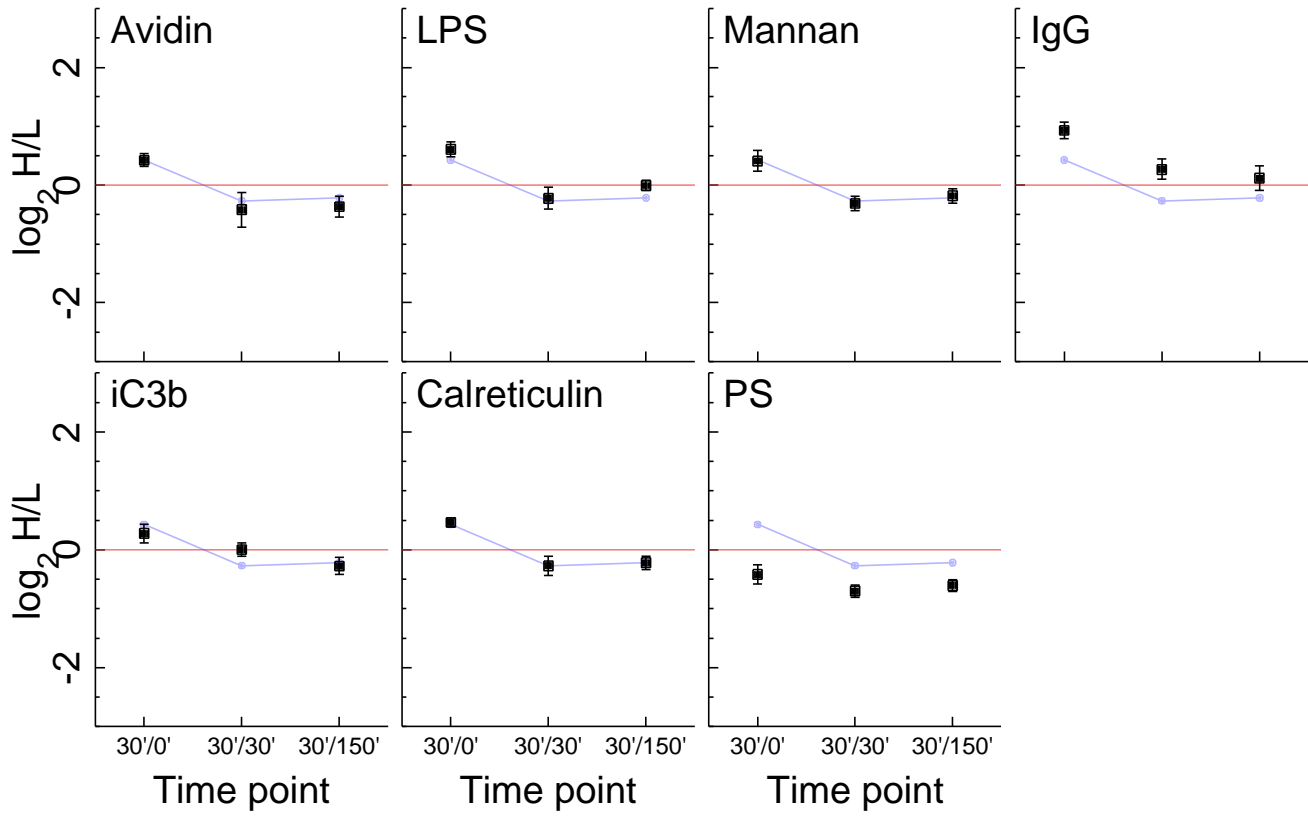 Avidin LPS Mannan IgG
2
0
-2
log2 H/L
iC3b Calreticulin PS
2
0
-2
log2 H/L
30'/0' 30'/30' 30'/150' 30'/0' 30'/30' 30'/150' 30'/0' 30'/30' 30'/150'
Time point Time point Time point